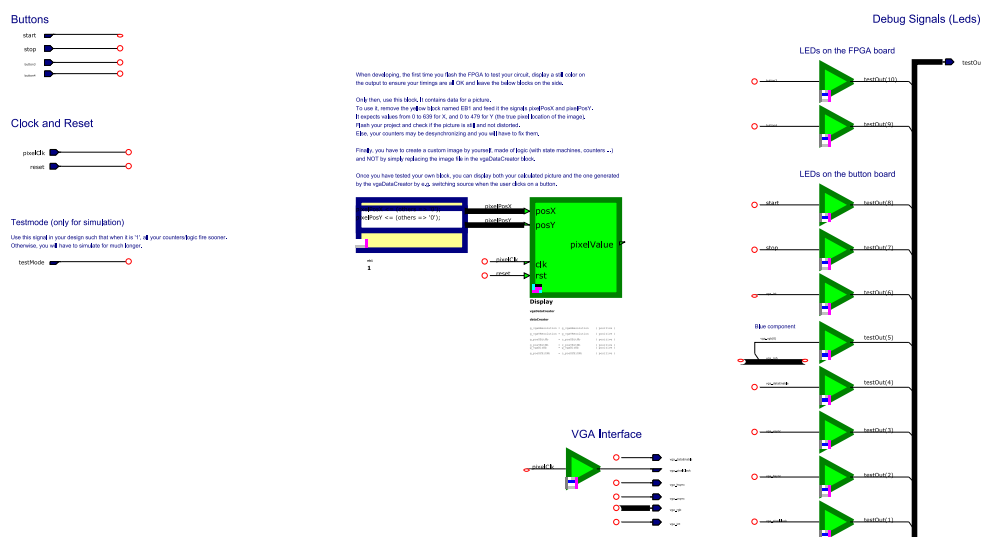 Buttons
start
stop
Clock and Reset
pixelClk
reset
Testmode (only for simulation)
Use this signal in your design such that when it is '1', all your counters/logic fire sooner.
Otherwise, you will have to simulate for much longer.
testMode
When developing, the first time you flash the FPGA to test your circuit, display a still color on
the output to ensure your timings are all OK and leave the below blocks on the side.
Only then, use this block. It contains data for a picture.
To use it, remove the yellow block named EB1 and feed it the signals pixelPosX and pixelPosY.
It expects values from 0 to 639 for X, and 0 to 479 for Y (the true pixel location of the image).
Flash your project and check if the picture is still and not distorted.
Else, your counters may be desynchronizing and you will have to fix them.
Finally, you have to create a custom image by yourself, made of logic (with state machines, counters ...)
and NOT by simply replacing the image file in the vgaDataCreator block.
Once you have tested your own block, you can display both your calculated picture and the one generated
by the vgaDataCreator by e.g. switching source when the user clicks on a button.
xelPosY <= (others => '0');
1
pixelPosX
pixelPosY
pixelClk
reset
posX
posY
pixelValue
clk
rst
Display
vgaDataCreator
dataCreator
VGA Interface
pixelClk
Debug Signals (Leds)
LEDs on the FPGA board
testOu
testOut(10)
testOut(9)
LEDs on the button board
start
testOut(8)
stop
testOut(7)
testOut(6)
Blue component
testOut(5)
testOut(4)
testOut(3)
testOut(2)
testOut(1)